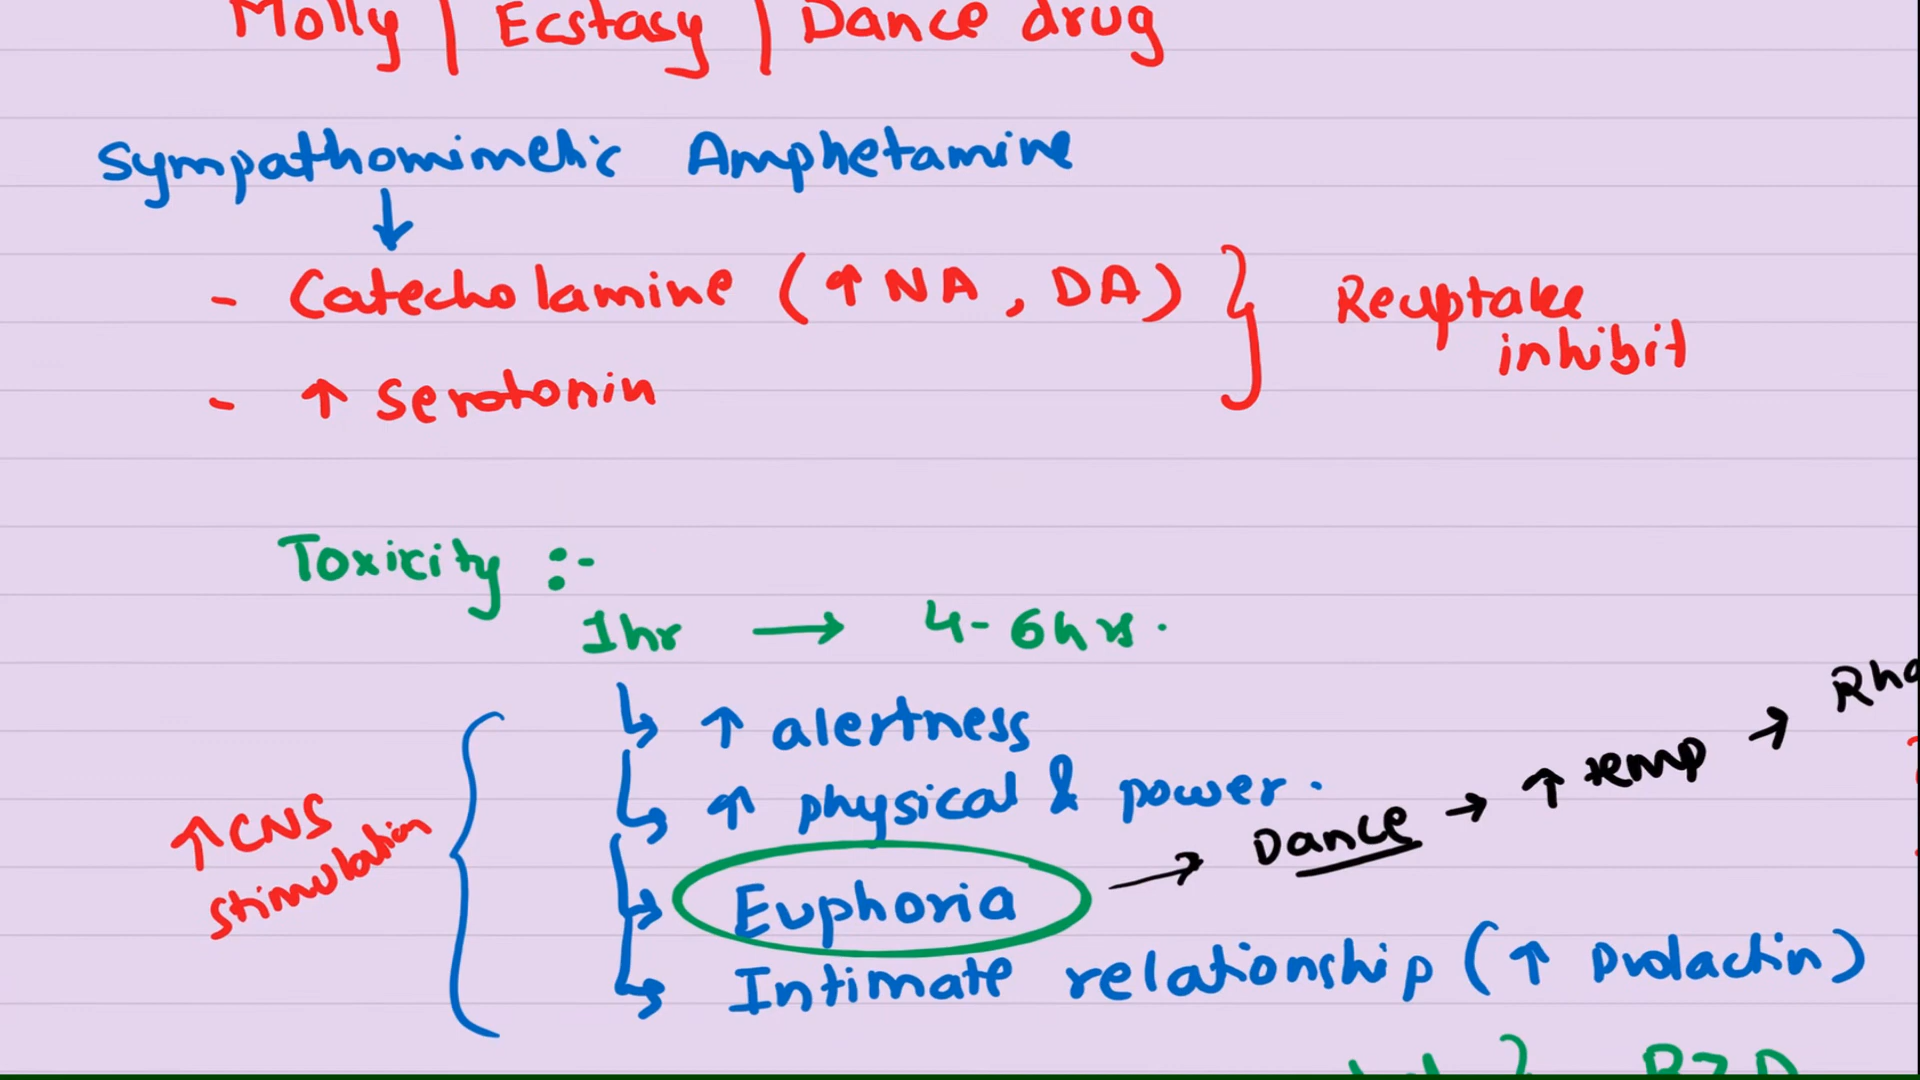 Molly | Ecstasy | Dance drug
Sympathomimetic Amphetamine
↓
- Catecholamine (↑ NA, DA) } Reuptake inhibit
- ↑ Serotonin
Toxicity :-
1hr → 4-6hrs.
↑ alertness
↑ physical & power.
Euphoria → Dance → ↑ temp →
Intimate relationship (↑ Prolactin)
↑ CNS
stimulation